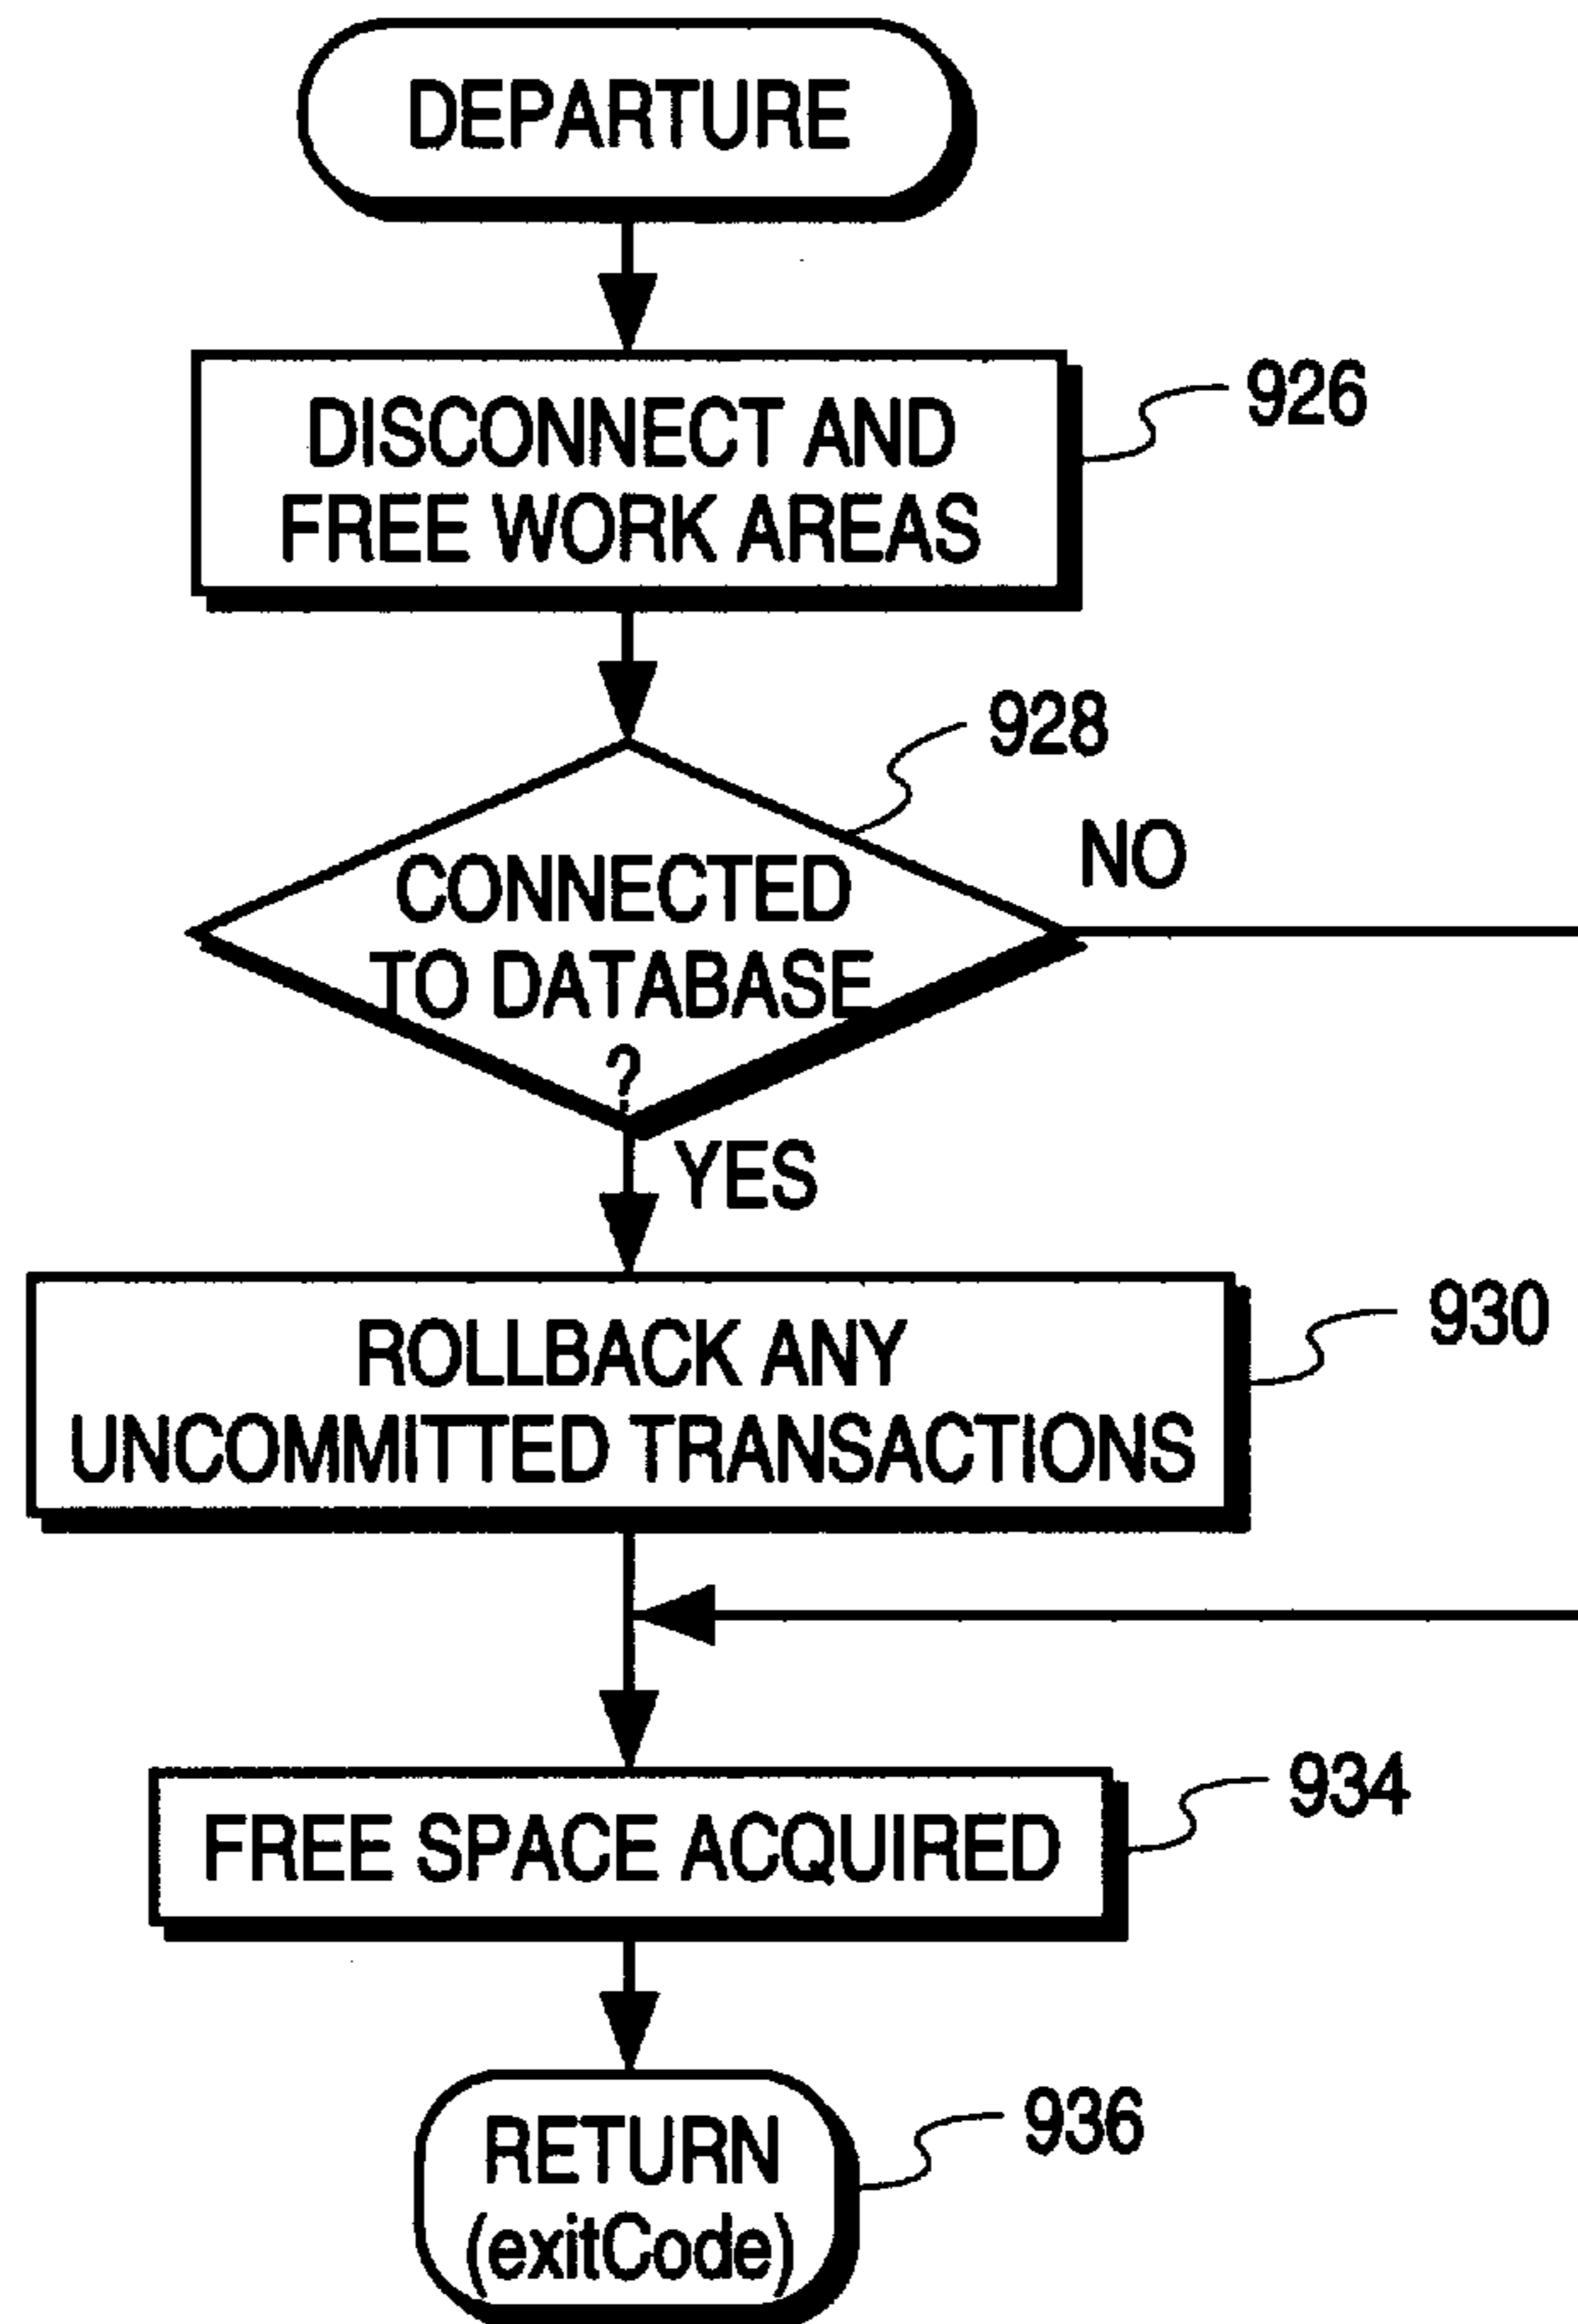 DEPARTURE
DISCONNECT AND
FREE WORK AREAS
926
928
CONNECTED
TO DATABASE
?
NO
YES
ROLLBACK ANY
UNCOMMITTED TRANSACTIONS
930
FREE SPACE ACQUIRED
934
RETURN
(exitCode)
936